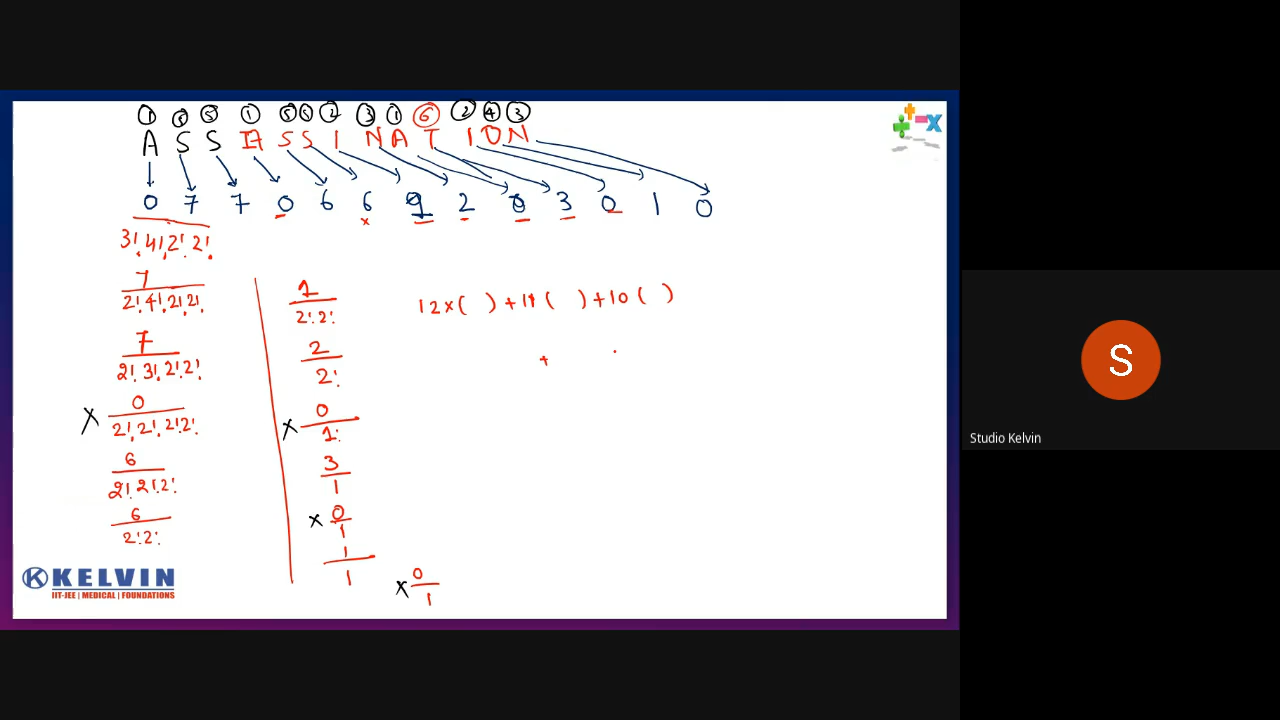 ① ⑤ ⑤ ① ⑤ ⑤ ② ③ ① ⑥ ② ④ ③
A S S A S S I N A T I O N
0 7 7 0 6 6 1 2 0 3 0 1 0
3! 4! 2! 2!
7 / 2! 4! 2! 2!
7 / 2! 3! 2! 2!
× 0 / 2! 2! 2! 2!
6 / 2! 2! 2!
6 / 2! 2!
1 / 2! 2!
2 / 2!
× 0 / 1!
3 / 1
× 0 / 1
1 / 1
× 0 / 1
12×( ) + 11 ( ) + 10 ( )
+
KELVIN
IIT-JEE | MEDICAL | FOUNDATIONS
S
Studio Kelvin